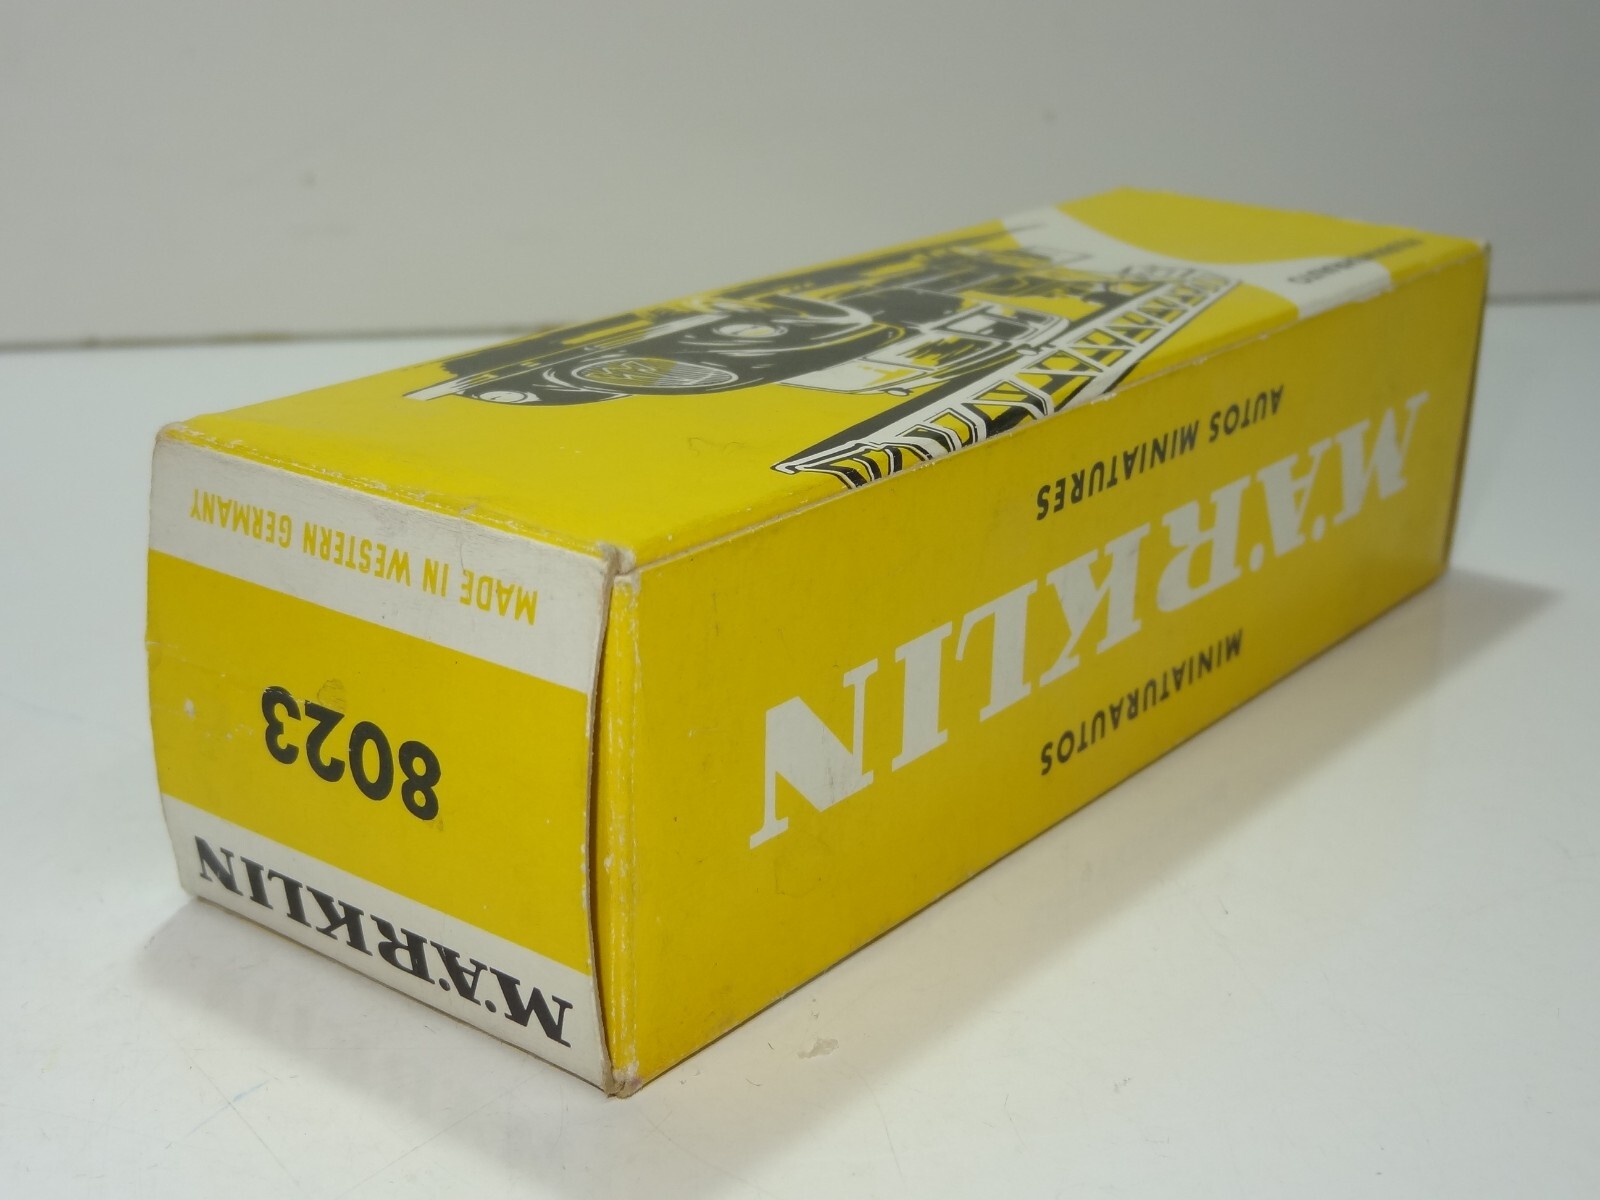 MADE IN WESTERN GERMANY
8023
MÄRKLIN
AUTOS MINIATURES
MÄRKLIN
MINIATURAUTOS